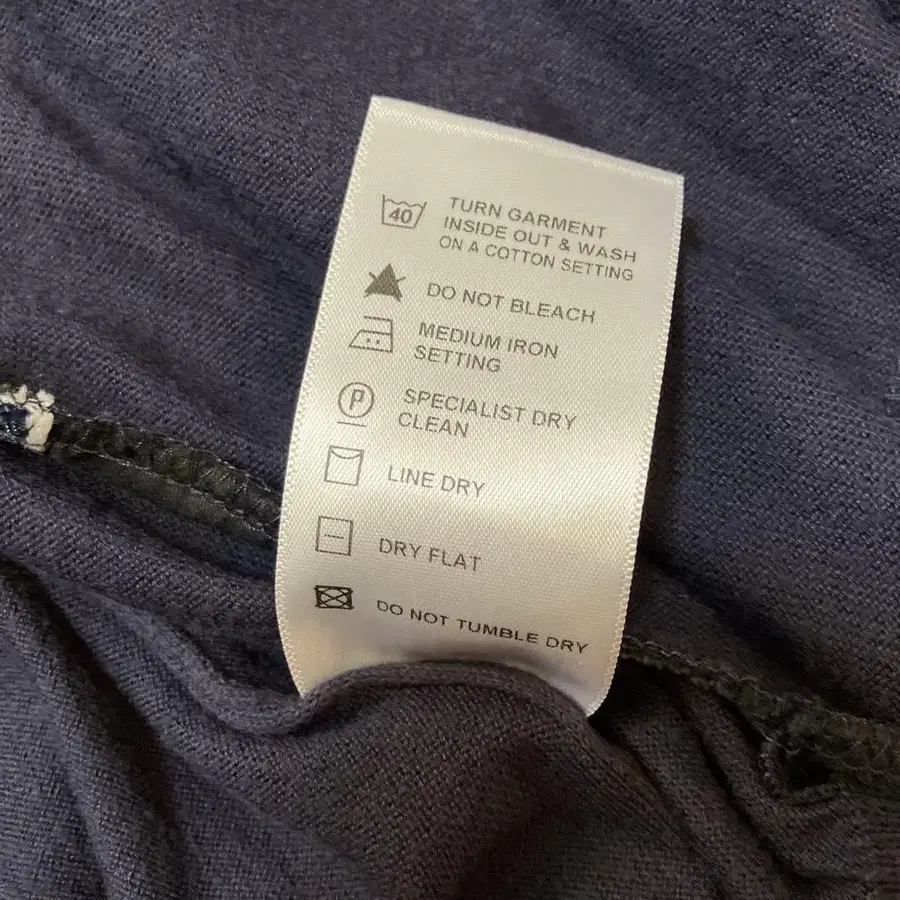 40
TURN GARMENT
INSIDE OUT & WASH
ON A COTTON SETTING
DO NOT BLEACH
MEDIUM IRON
SETTING
P
SPECIALIST DRY
CLEAN
LINE DRY
DRY FLAT
DO NOT TUMBLE DRY